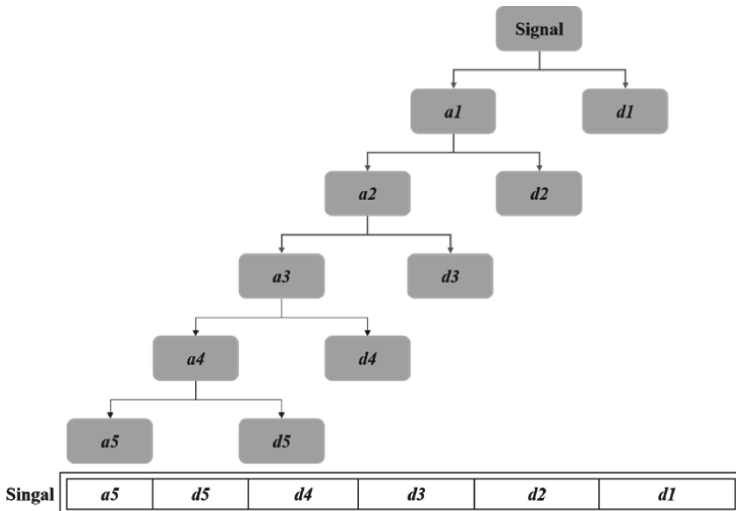 Signal
a1 d1
a2 d2
a3 d3
a4 d4
a5 d5
Singal a5 d5 d4 d3 d2 d1